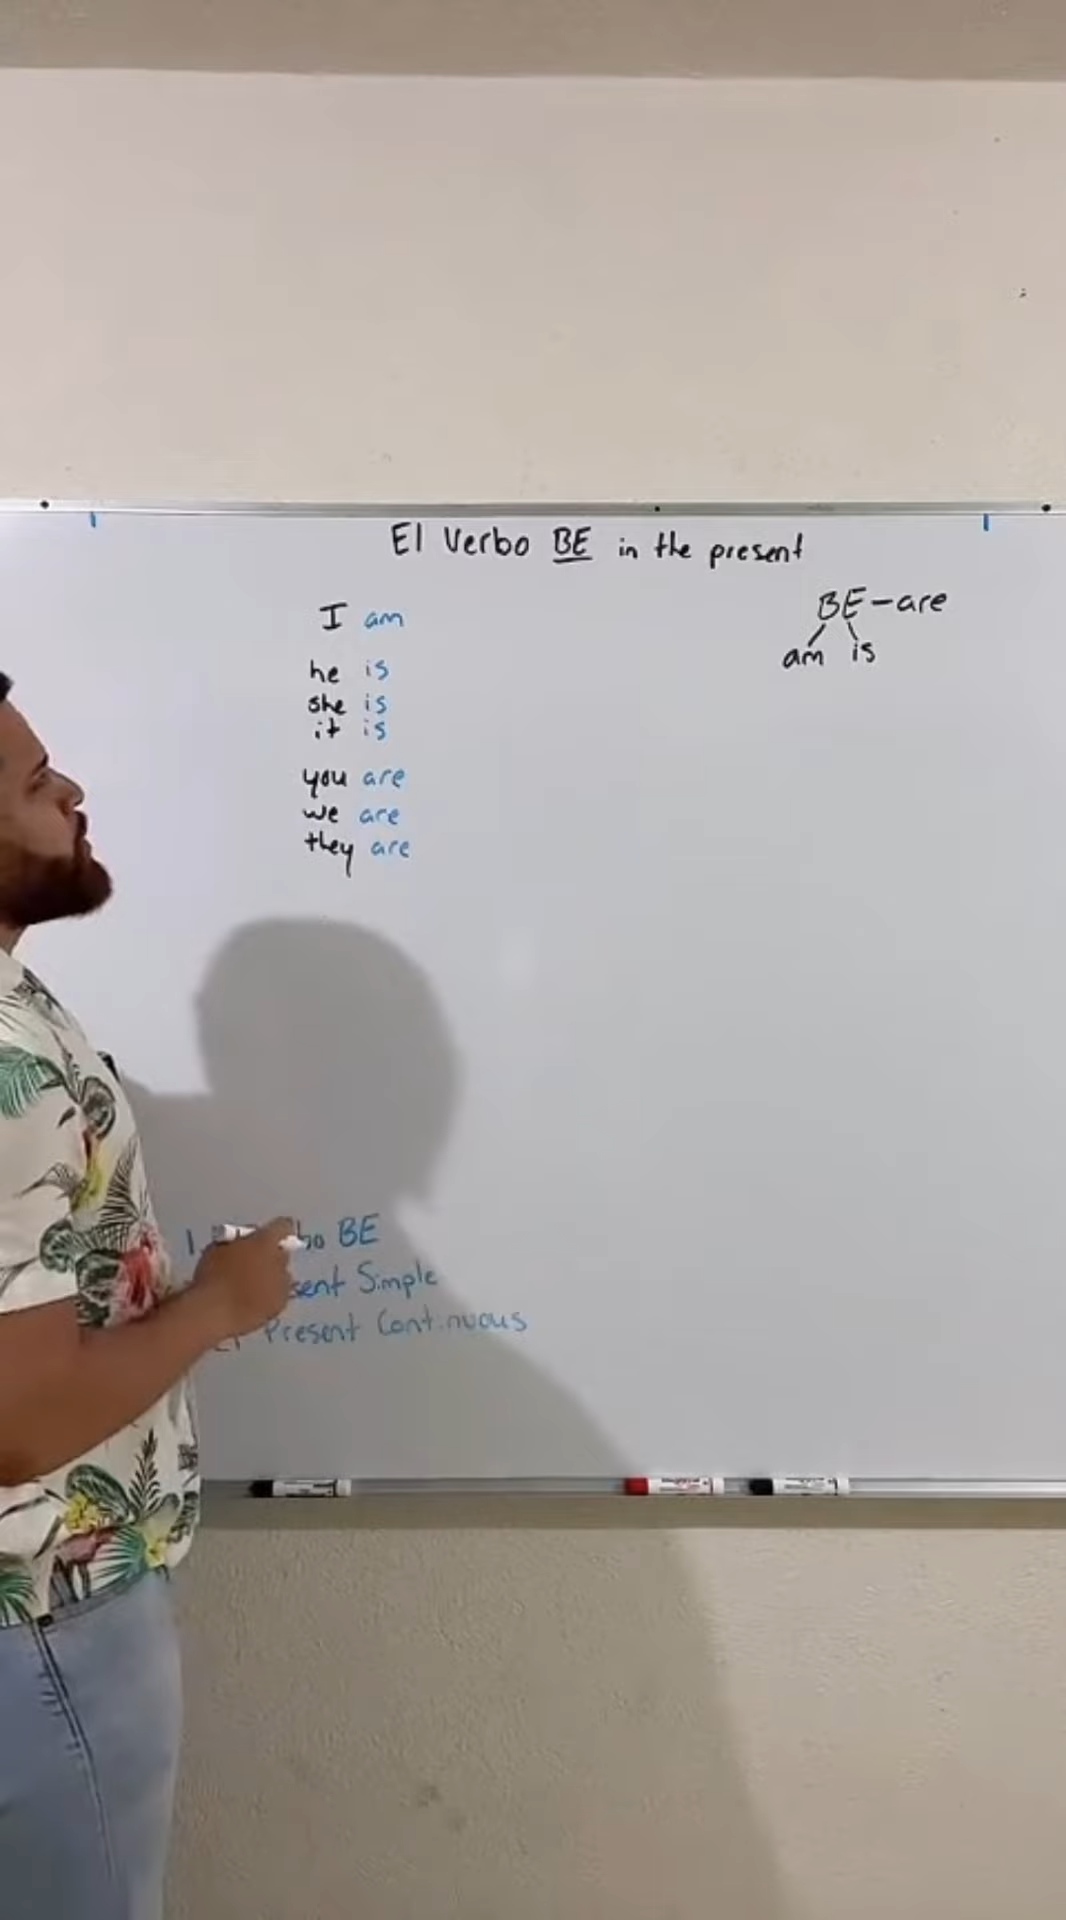 El Verbo BE in the present
BE - are
am is
I am
he is
she is
it is
you are
we are
they are
1. BE
Simple
Present Continuous